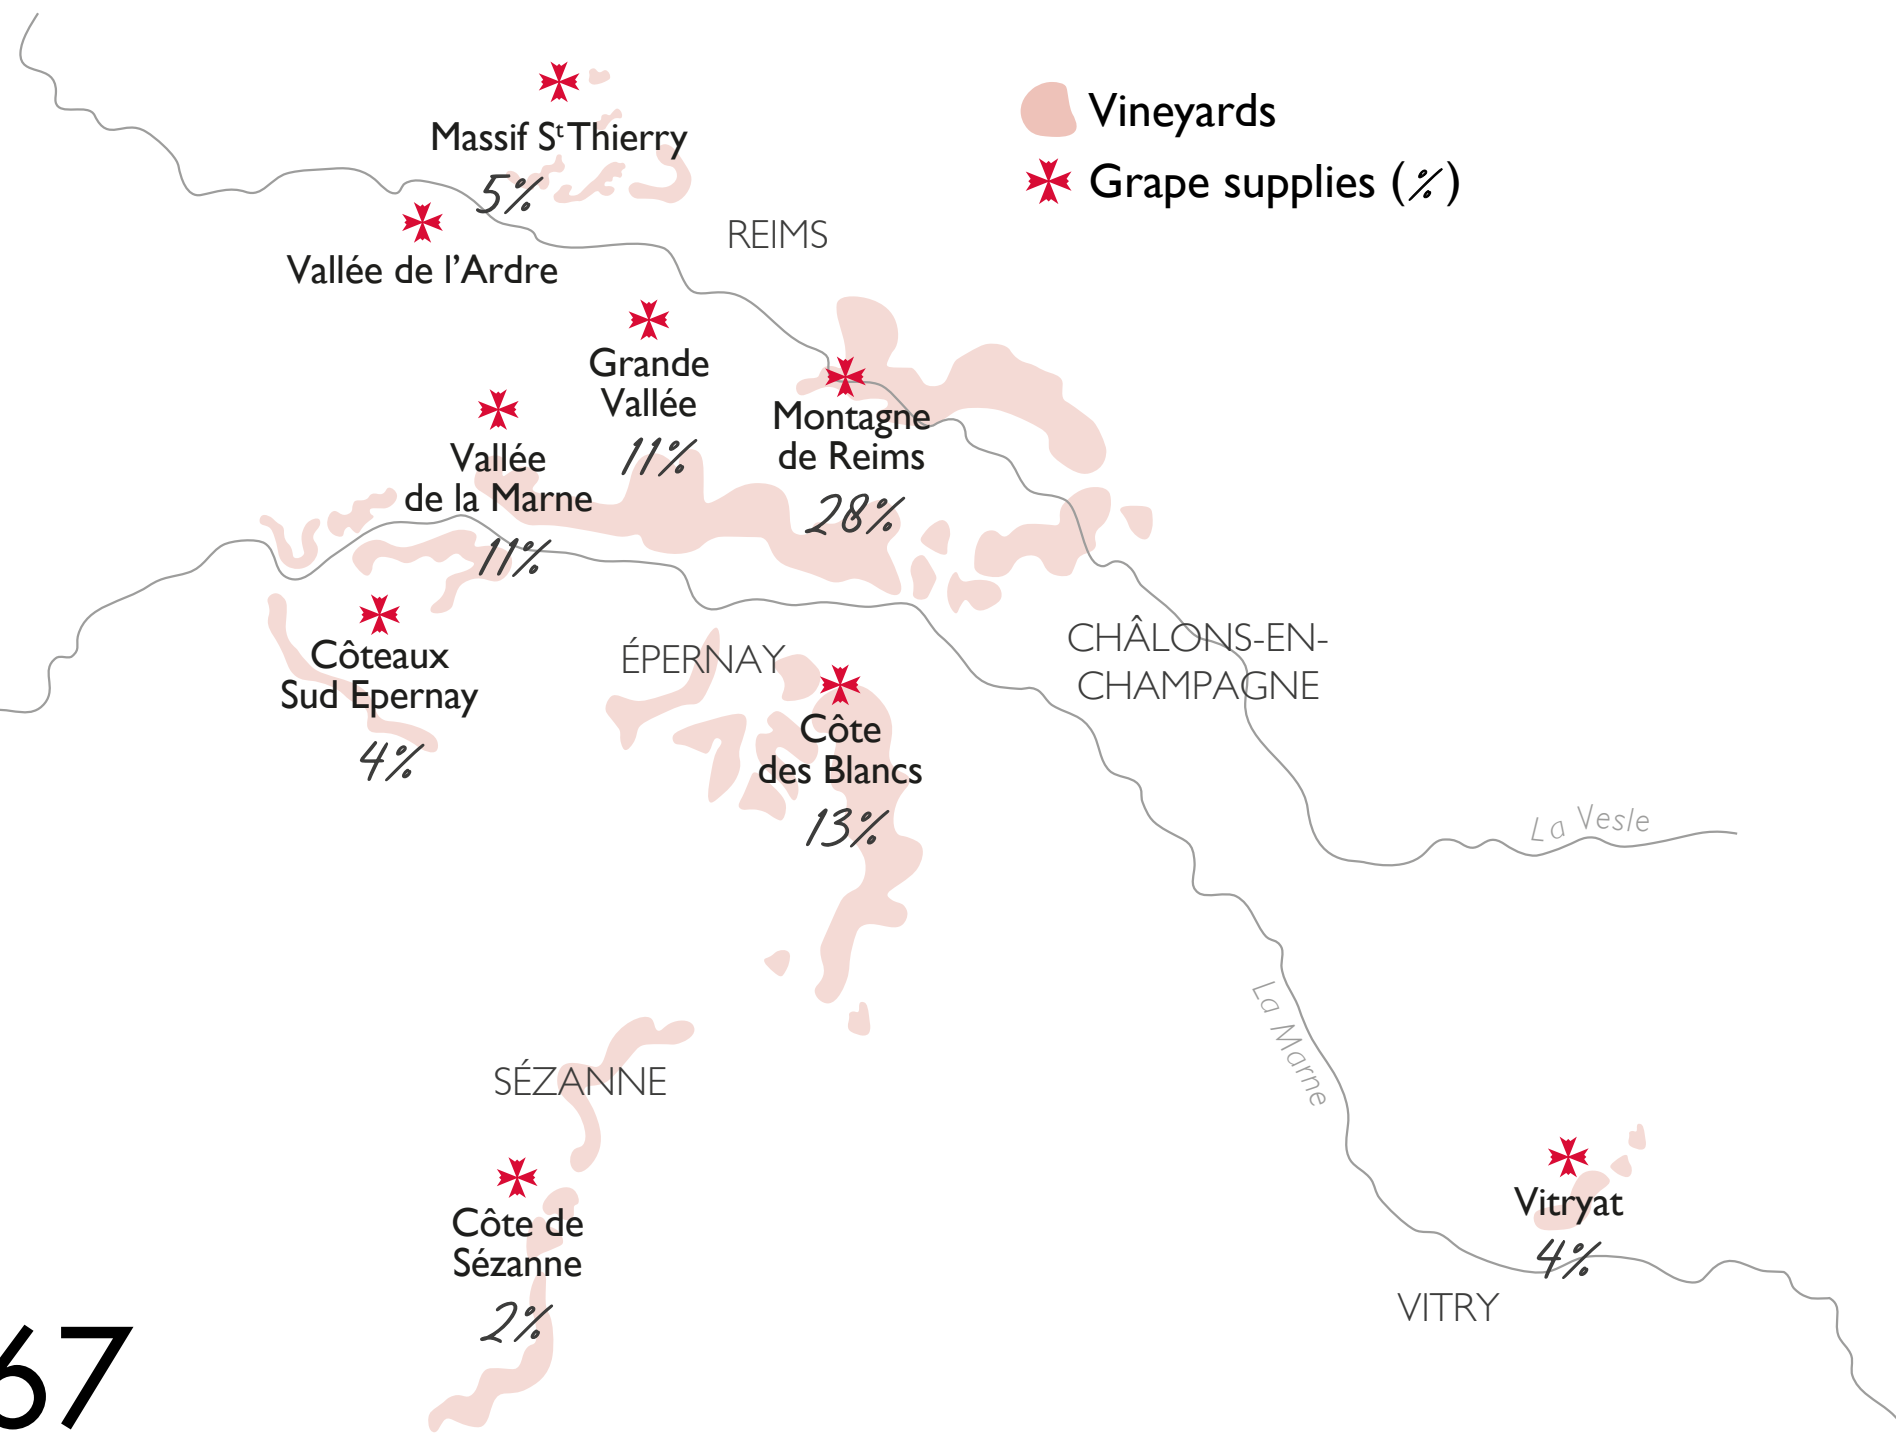 Massif St Thierry
5%
Vineyards
Grape supplies (%)
REIMS
Vallée de l'Ardre
Grande
Vallée
11%
Montagne
de Reims
28%
Vallée
de la Marne
11%
Côteaux
Sud Epernay
4%
ÉPERNAY
CHÂLONS-EN-
CHAMPAGNE
Côte
des Blancs
13%
La Vesle
La Marne
SÉZANNE
Côte de
Sézanne
2%
Vitryat
4%
VITRY
67